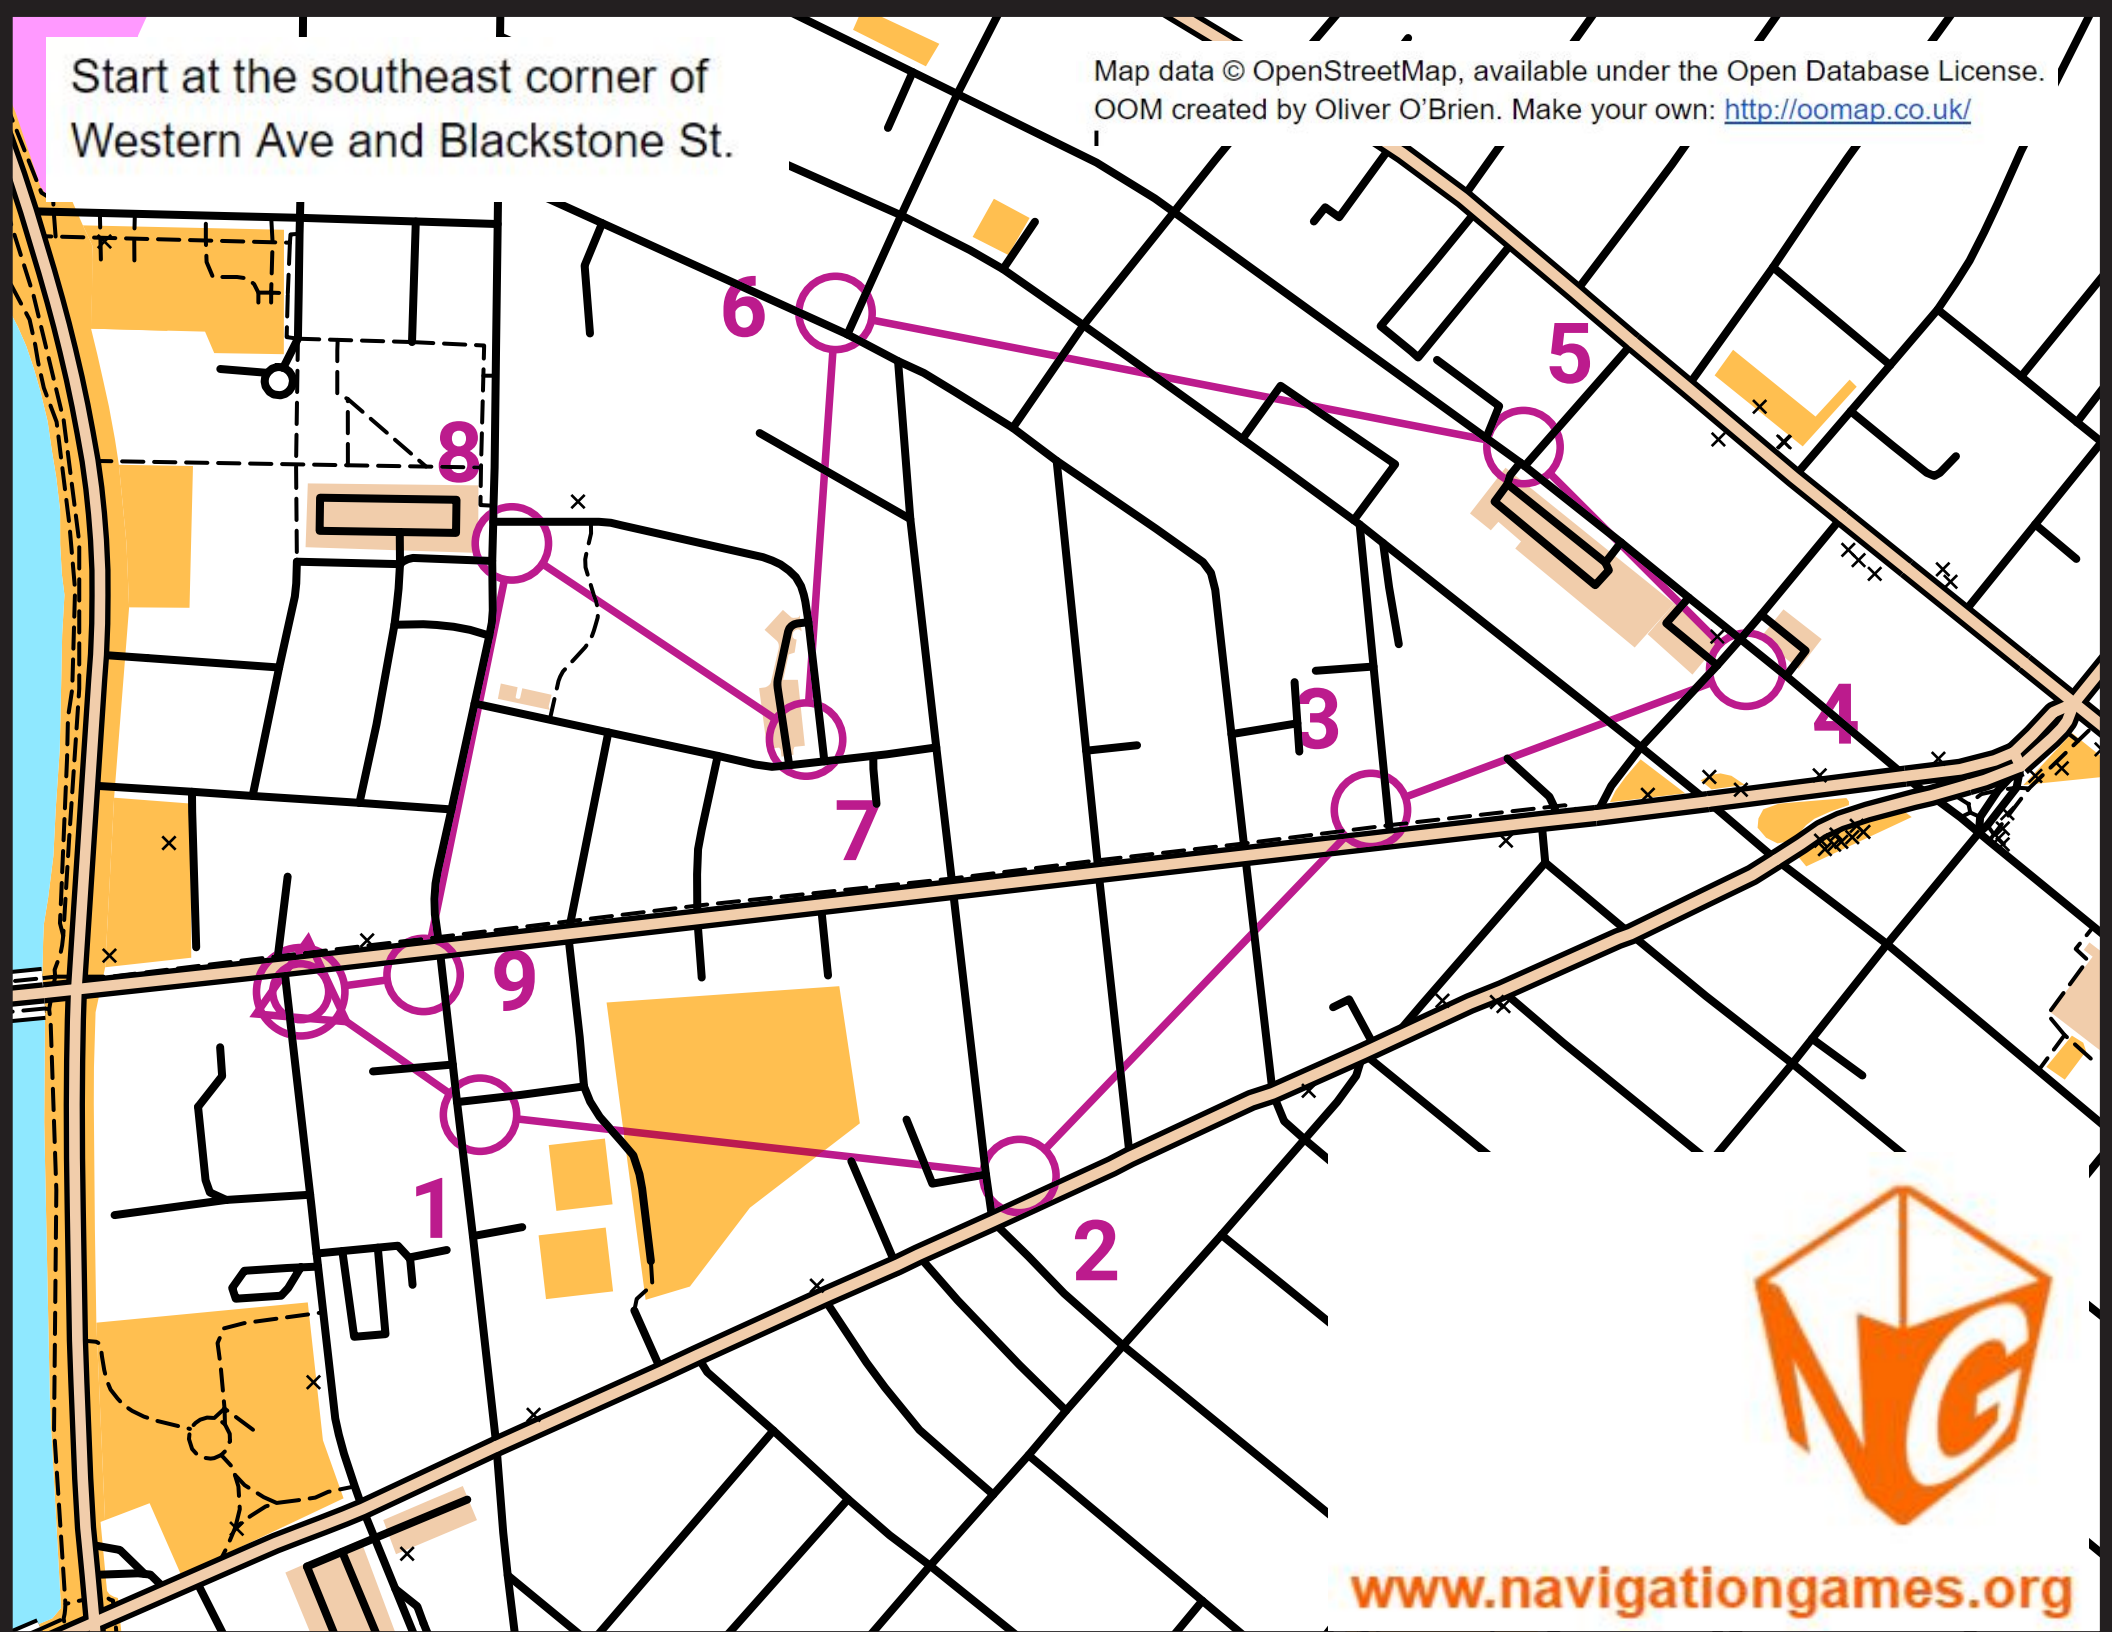 Start at the southeast corner of
Western Ave and Blackstone St.
Map data © OpenStreetMap, available under the Open Database License.
OOM created by Oliver O’Brien. Make your own: http://oomap.co.uk/
6
5
8
3
4
7
9
1
2
NG
www.navigationgames.org